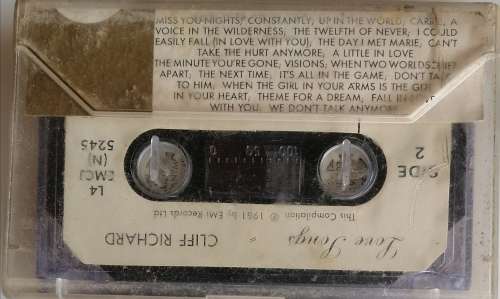 MISS YOU NIGHTS, CONSTANTLY, UP IN THE WORLD, CARRIE, A
VOICE IN THE WILDERNESS, THE TWELFTH OF NEVER, I COULD
EASILY FALL (IN LOVE WITH YOU), THE DAY I MET MARIE, CAN'T
TAKE THE HURT ANYMORE, A LITTLE IN LOVE
THE MINUTE YOU'RE GONE, VISIONS, WHEN TWO WORLDS DRIFT
APART, THE NEXT TIME, IT'S ALL IN THE GAME, DON'T TALK
TO HIM, WHEN THE GIRL IN YOUR ARMS IS THE GIRL
IN YOUR HEART, THEME FOR A DREAM, FALL IN LOVE
WITH YOU, WE DON'T TALK ANYMORE
Love Songs
CLIFF RICHARD
This Compilation ℗ 1981 by EMI Records Ltd
SIDE
2
100 50 0
L4
EMCJ
(N)
5245